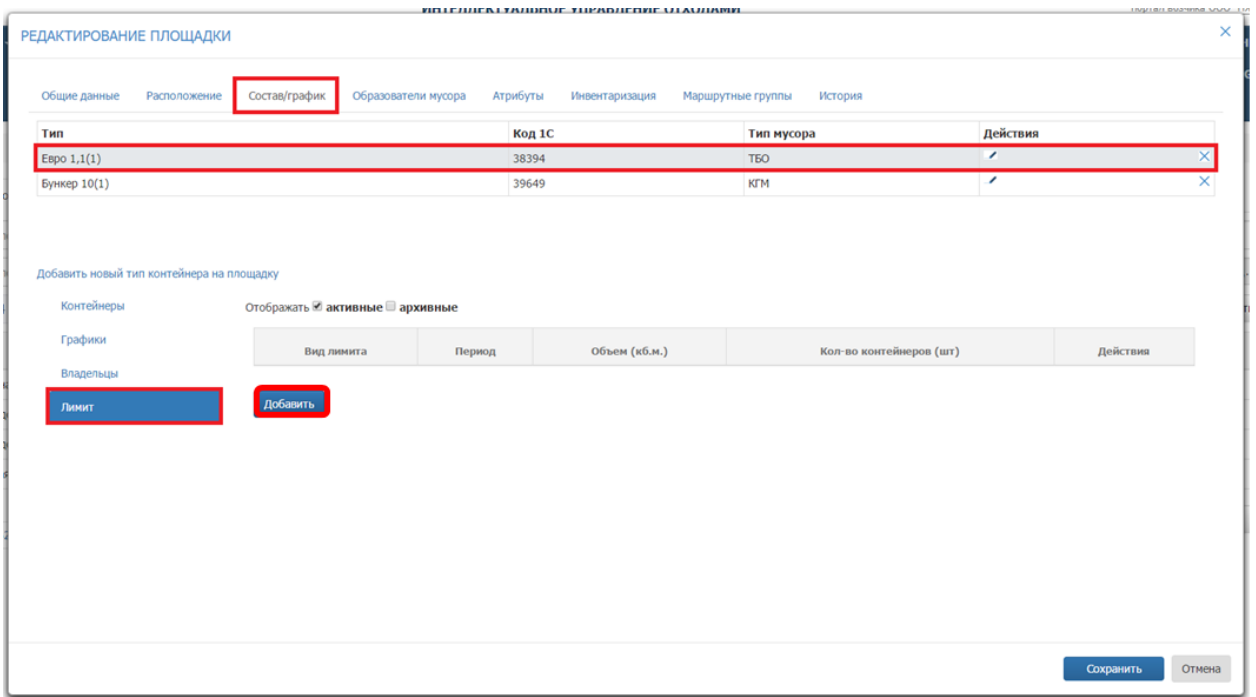 ИНТЕЛЛЕКТУАЛЬНОЕ УПРАВЛЕНИЕ ОТХОДАМИ
РЕДАКТИРОВАНИЕ ПЛОЩАДКИ
Общие данные Расположение Состав/график Образователи мусора Атрибуты Инвентаризация Маршрутные группы История
Тип Код 1С Тип мусора Действия
Евро 1,1(1) 38394 ТБО
Бункер 10(1) 39649 КГМ
Добавить новый тип контейнера на площадку
Контейнеры Отображать активные архивные
Графики
Вид лимита Период Объем (кб.м.) Кол-во контейнеров (шт) Действия
Владельцы
Лимит Добавить
Сохранить Отмена